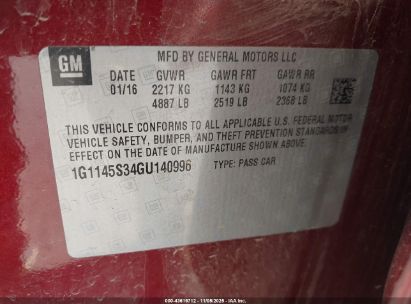 GM
MFD BY GENERAL MOTORS LLC
DATE GVWR GAWR FRT GAWR RR
01/16 2217 KG 1143 KG 1074 KG
4887 LB 2519 LB 2368 LB
THIS VEHICLE CONFORMS TO ALL APPLICABLE U.S. FEDERAL MOTOR
VEHICLE SAFETY, BUMPER, AND THEFT PREVENTION STANDARDS IN
EFFECT ON THE DATE OF MANUFACTURE SHOWN ABOVE.
1G1145S34GU140996 TYPE: PASS CAR